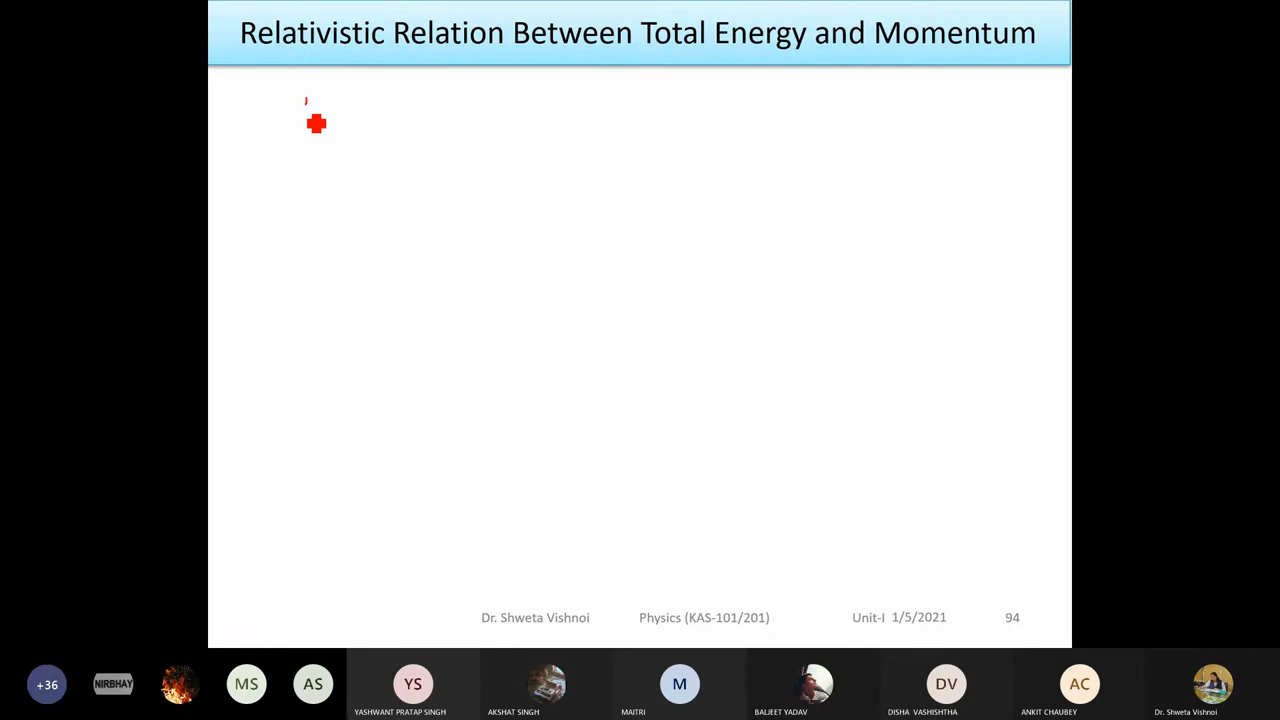 Relativistic Relation Between Total Energy and Momentum
Dr. Shweta Vishnoi Physics (KAS-101/201) Unit-I 1/5/2021 94
+36 NIRBHAY MS AS YS M DV AC
YASHWANT PRATAP SINGH AKSHAT SINGH MAITRI BALJEET YADAV DISHA VASHISHTHA ANKIT CHAUBEY Dr. Shweta Vishnoi